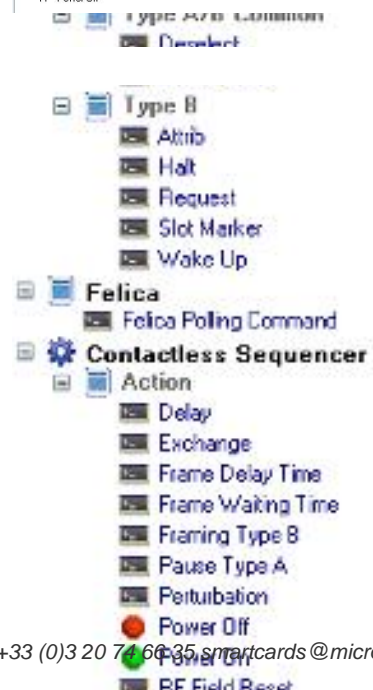 Type A/B Common
Deselect
Type B
Attrib
Halt
Request
Slot Marker
Wake Up
Felica
Felica Poling Command
Contactless Sequencer
Action
Delay
Exchange
Frame Delay Time
Frame Waiting Time
Framing Type B
Pause Type A
Pertubation
Power Off
+33 (0)3 20 74 66 35 smartcards@micro
Power On
RF Field Reset